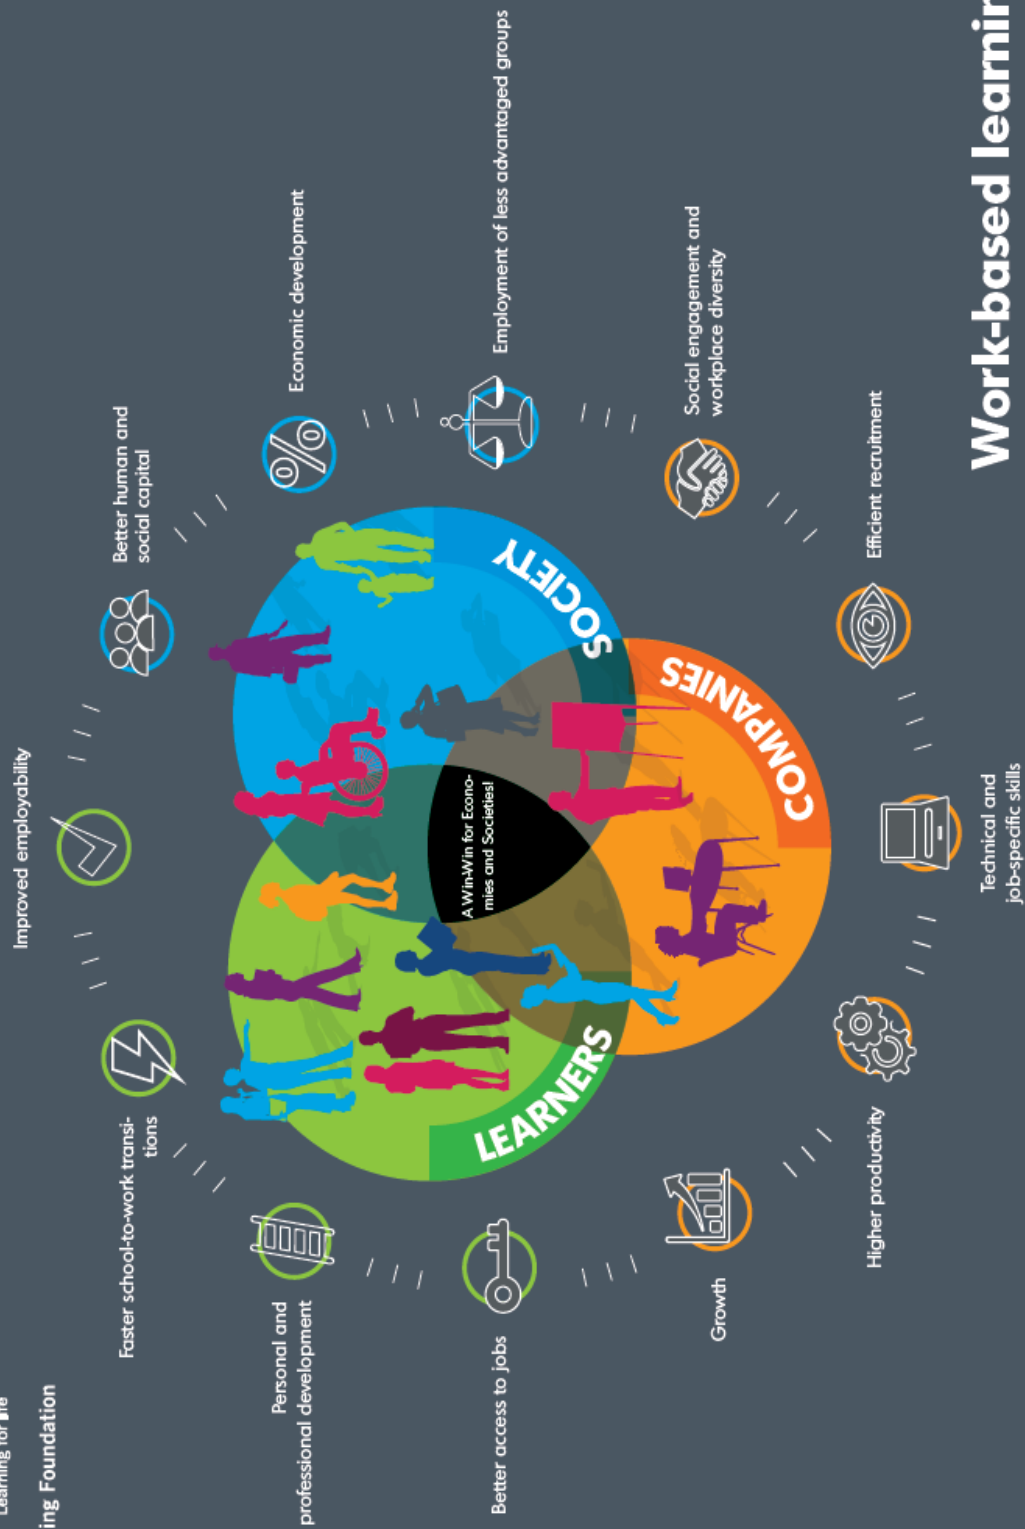 Learning for life
ing Foundation
Improved employability
Better human and
social capital
Economic development
Employment of less advantaged groups
Social engagement and
workplace diversity
Efficient recruitment
Technical and
job-specific skills
Higher productivity
Growth
Better access to jobs
Personal and
professional development
Faster school-to-work transi-
tions
LEARNERS
SOCIETY
COMPANIES
A Win-Win for Econo-
mies and Societies!
Work-based learnin